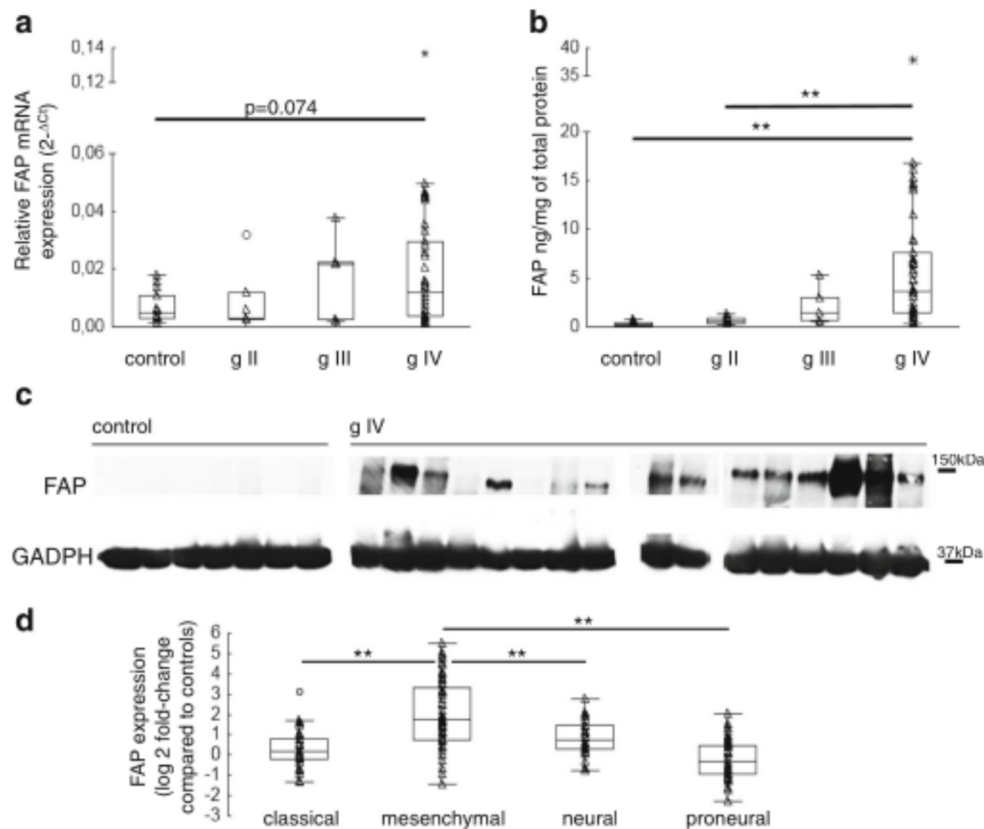 a
0,14
0,12
0,06
0,04
0,02
0,00
Relative FAP mRNA
expression (2-ΔCt)
*
p=0.074
control g II g III g IV
b
40
35
20
15
10
5
0
FAP ng/mg of total protein
*
**
**
control g II g III g IV
c
control g IV
FAP
150kDa
GADPH
37kDa
d
6
5
4
3
2
1
0
-1
-2
-3
FAP expression
(log 2 fold-change
compared to controls)
**
**
**
classical mesenchymal neural proneural